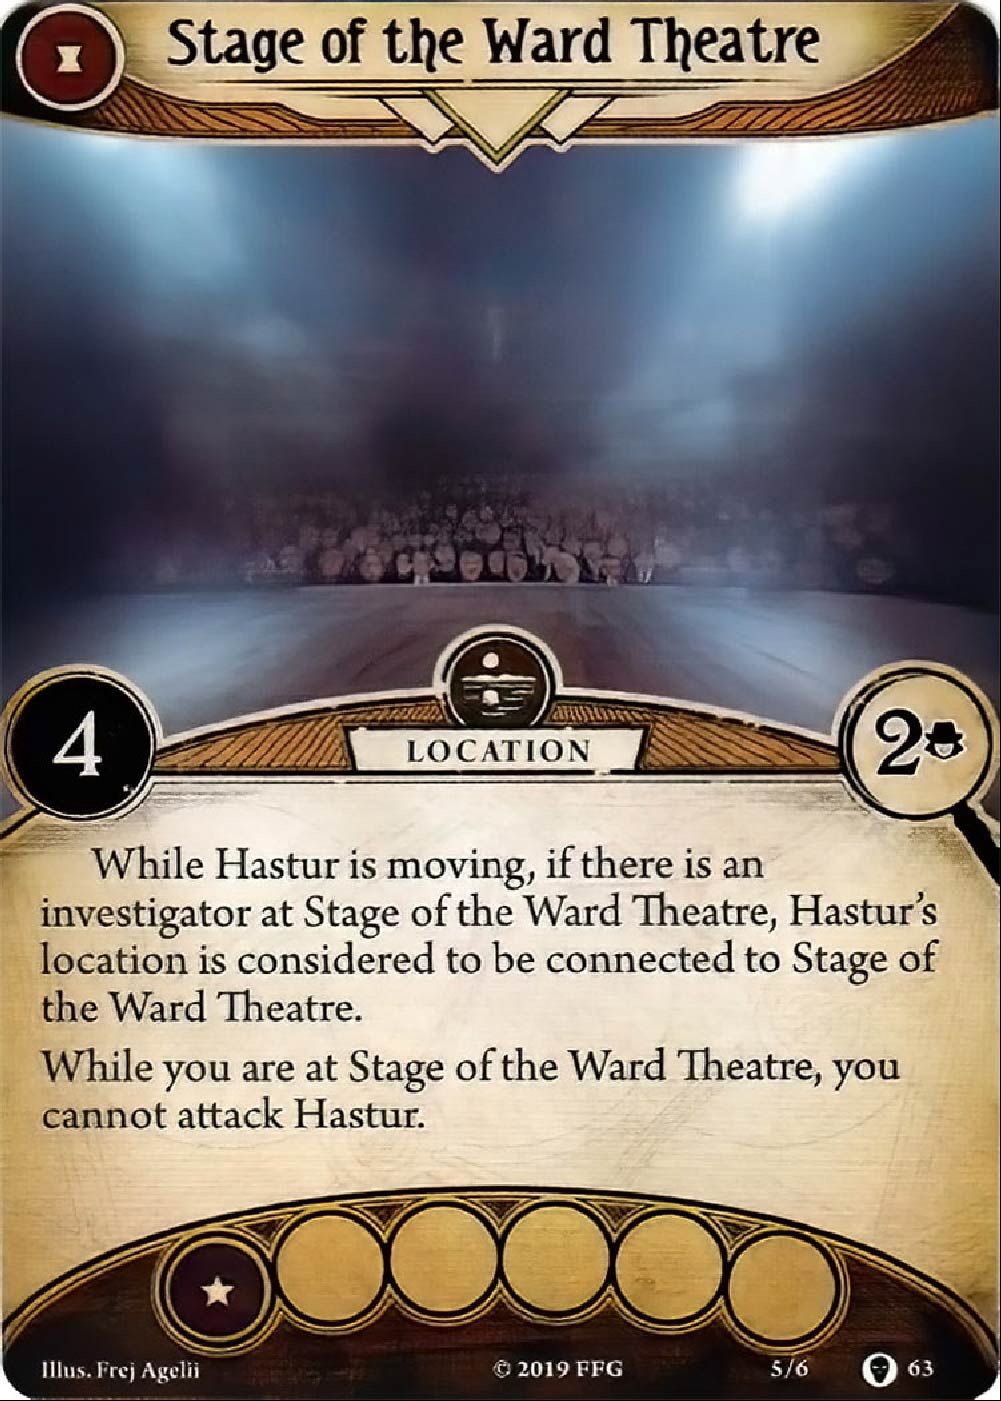 Stage of the Ward Theatre
4
LOCATION
2
While Hastur is moving, if there is an
investigator at Stage of the Ward Theatre, Hastur's
location is considered to be connected to Stage of
the Ward Theatre.
While you are at Stage of the Ward Theatre, you
cannot attack Hastur.
Illus. Frej Agelii
© 2019 FFG
5/6
63